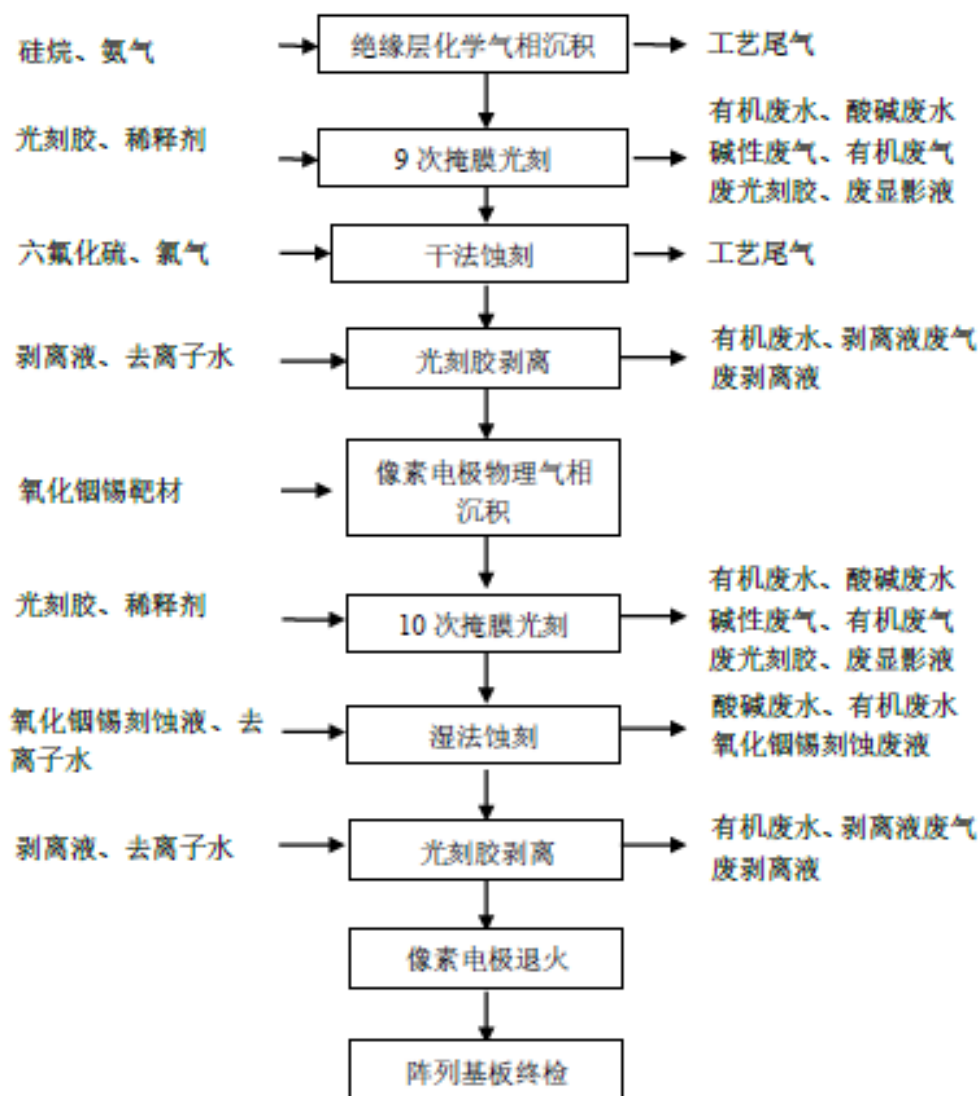 硅烷、氨气
绝缘层化学气相沉积
工艺尾气
光刻胶、稀释剂
9 次掩膜光刻
有机废水、酸碱废水
碱性废气、有机废气
废光刻胶、废显影液
六氟化硫、氯气
干法蚀刻
工艺尾气
剥离液、去离子水
光刻胶剥离
有机废水、剥离液废气
废剥离液
氧化铟锡靶材
像素电极物理气相
沉积
光刻胶、稀释剂
10 次掩膜光刻
有机废水、酸碱废水
碱性废气、有机废气
废光刻胶、废显影液
氧化铟锡刻蚀液、去
离子水
湿法蚀刻
酸碱废水、有机废水
氧化铟锡刻蚀废液
剥离液、去离子水
光刻胶剥离
有机废水、剥离液废气
废剥离液
像素电极退火
阵列基板终检